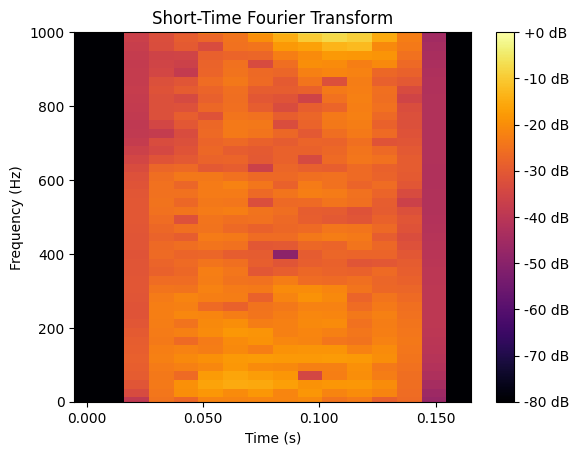 Short-Time Fourier Transform
1000
800
600
400
200
0
Frequency (Hz)
0.000
0.050
0.100
0.150
Time (s)
+0 dB
-10 dB
-20 dB
-30 dB
-40 dB
-50 dB
-60 dB
-70 dB
-80 dB